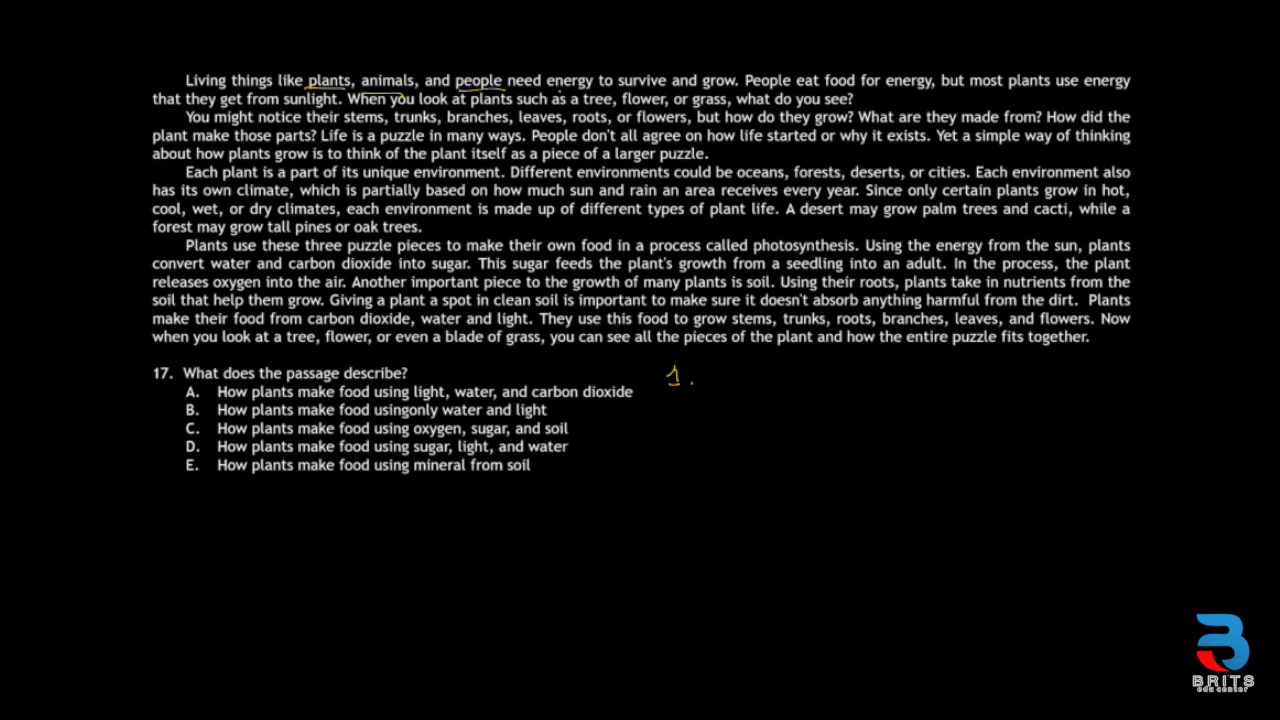 Living things like plants, animals, and people need energy to survive and grow. People eat food for energy, but most plants use energy
that they get from sunlight. When you look at plants such as a tree, flower, or grass, what do you see?
You might notice their stems, trunks, branches, leaves, roots, or flowers, but how do they grow? What are they made from? How did the
plant make those parts? Life is a puzzle in many ways. People don't all agree on how life started or why it exists. Yet a simple way of thinking
about how plants grow is to think of the plant itself as a piece of a larger puzzle.
Each plant is a part of its unique environment. Different environments could be oceans, forests, deserts, or cities. Each environment also
has its own climate, which is partially based on how much sun and rain an area receives every year. Since only certain plants grow in hot,
cool, wet, or dry climates, each environment is made up of different types of plant life. A desert may grow palm trees and cacti, while a
forest may grow tall pines or oak trees.
Plants use these three puzzle pieces to make their own food in a process called photosynthesis. Using the energy from the sun, plants
convert water and carbon dioxide into sugar. This sugar feeds the plant's growth from a seedling into an adult. In the process, the plant
releases oxygen into the air. Another important piece to the growth of many plants is soil. Using their roots, plants take in nutrients from the
soil that help them grow. Giving a plant a spot in clean soil is important to make sure it doesn't absorb anything harmful from the dirt. Plants
make their food from carbon dioxide, water and light. They use this food to grow stems, trunks, roots, branches, leaves, and flowers. Now
when you look at a tree, flower, or even a blade of grass, you can see all the pieces of the plant and how the entire puzzle fits together.
17. What does the passage describe? 1.
A. How plants make food using light, water, and carbon dioxide
B. How plants make food usingonly water and light
C. How plants make food using oxygen, sugar, and soil
D. How plants make food using sugar, light, and water
E. How plants make food using mineral from soil
BRITS
edu center